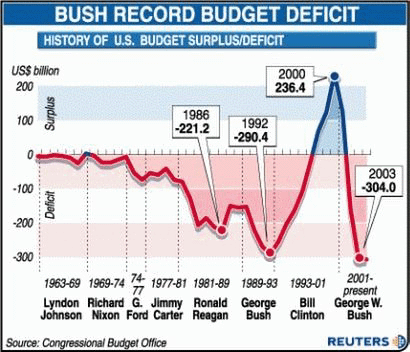 BUSH RECORD BUDGET DEFICIT
HISTORY OF U.S. BUDGET SURPLUS/DEFICIT
US$ billion
200
100
0
-100
-200
-300
Surplus
Deficit
1986
-221.2
1992
-290.4
2000
236.4
2003
-304.0
1963-69
Lyndon
Johnson
1969-74
Richard
Nixon
74-
77
G.
Ford
1977-81
Jimmy
Carter
1981-89
Ronald
Reagan
1989-93
George
Bush
1993-01
Bill
Clinton
2001-
present
George W.
Bush
Source: Congressional Budget Office
REUTERS